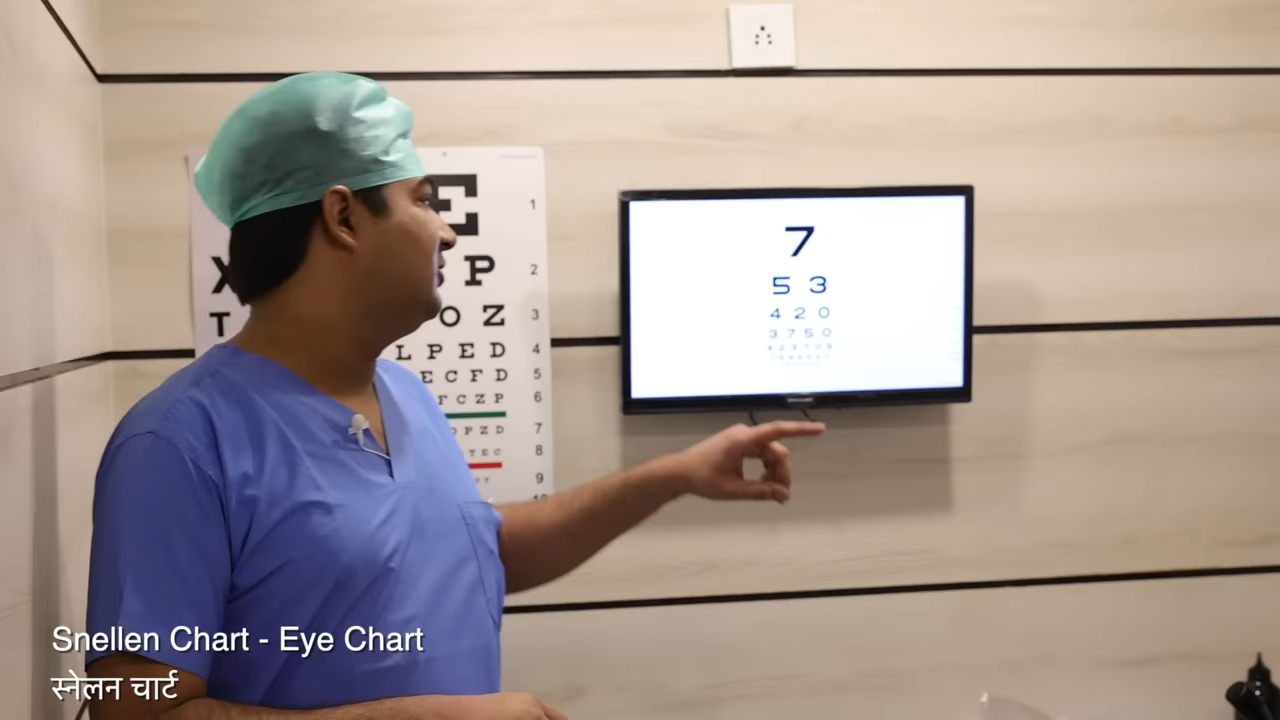 E 1
X P 2
T O Z 3
L P E D 4
E C F D 5
F C Z P 6
O P Z D 7
T E C 8
9
7
5 3
4 2 0
3 7 5 0
Snellen Chart - Eye Chart
स्नेलन चार्ट